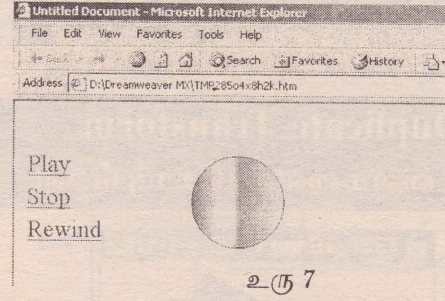 Untitled Document - Microsoft Internet Explorer
File Edit View Favorites Tools Help
Back Search Favorites History
Address D:\Dreamweaver MX\TMP285o4x8h2k.htm
Play
Stop
Rewind
உரு 7